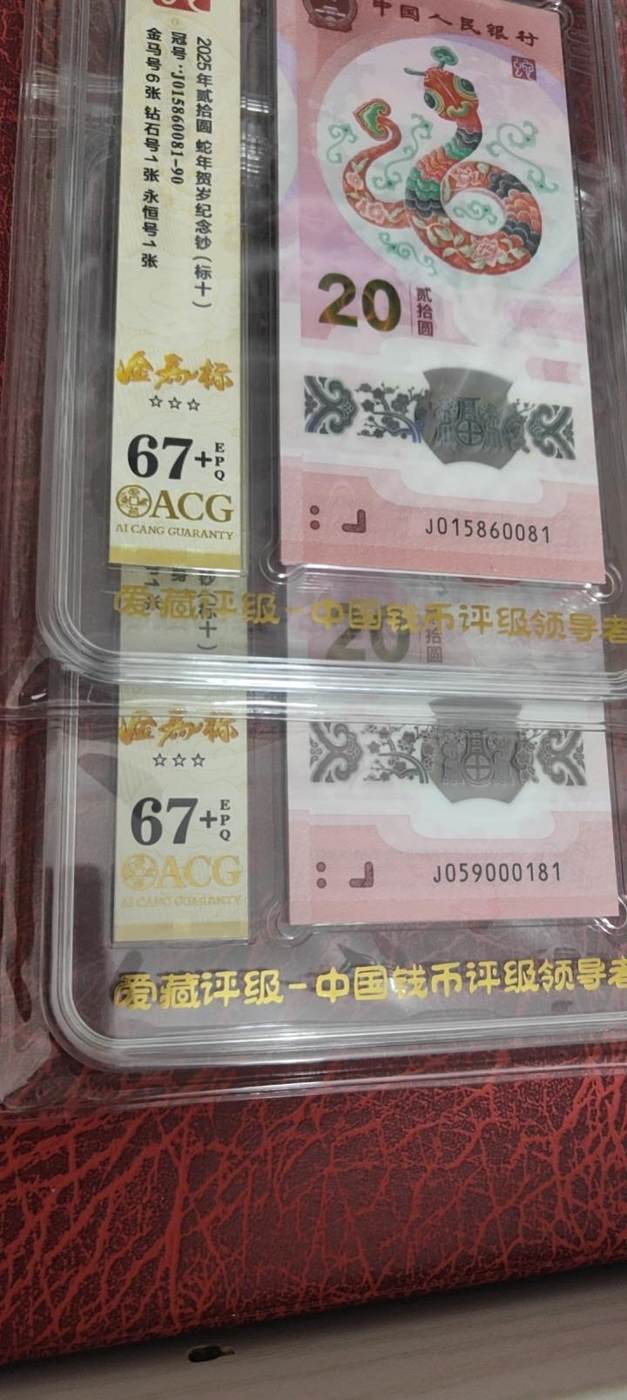 中国人民银行
2025年贰拾圆 蛇年贺岁纪念钞(标十)
冠号:J015860081-90
金马号6张 钻石号1张 永恒号1张
金马标
☆☆☆
67+EPQ
ACG
AI CANG GUARANTY
20
贰拾圆
J015860081
爱藏评级-中国钱币评级领导者
标十)
20
拾圆
金马标
☆☆☆
67+EPQ
ACG
AI CANG GUARANTY
J059000181
爱藏评级-中国钱币评级领导者